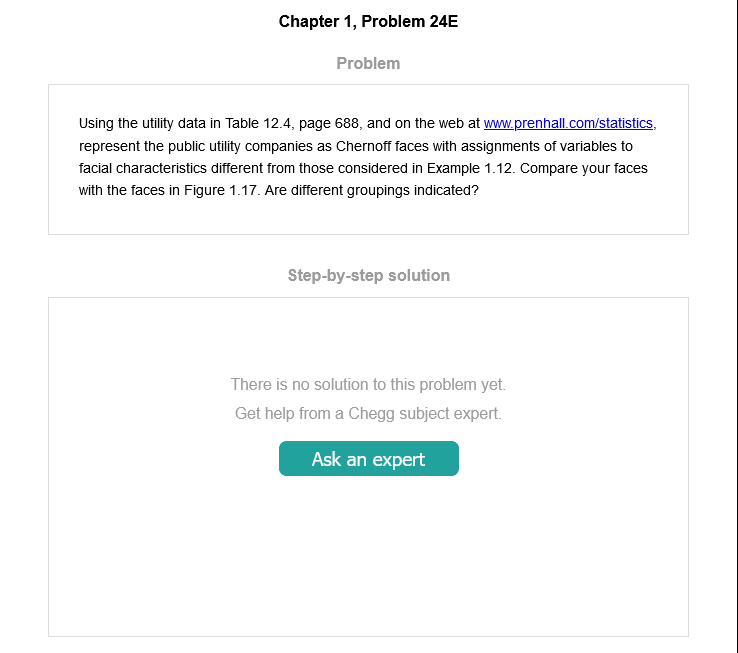 Chapter 1, Problem 24E
Problem
Using the utility data in Table 12.4, page 688, and on the web at www.prenhall.com/statistics,
represent the public utility companies as Chernoff faces with assignments of variables to
facial characteristics different from those considered in Example 1.12. Compare your faces
with the faces in Figure 1.17. Are different groupings indicated?
Step-by-step solution
There is no solution to this problem yet.
Get help from a Chegg subject expert.
Ask an expert